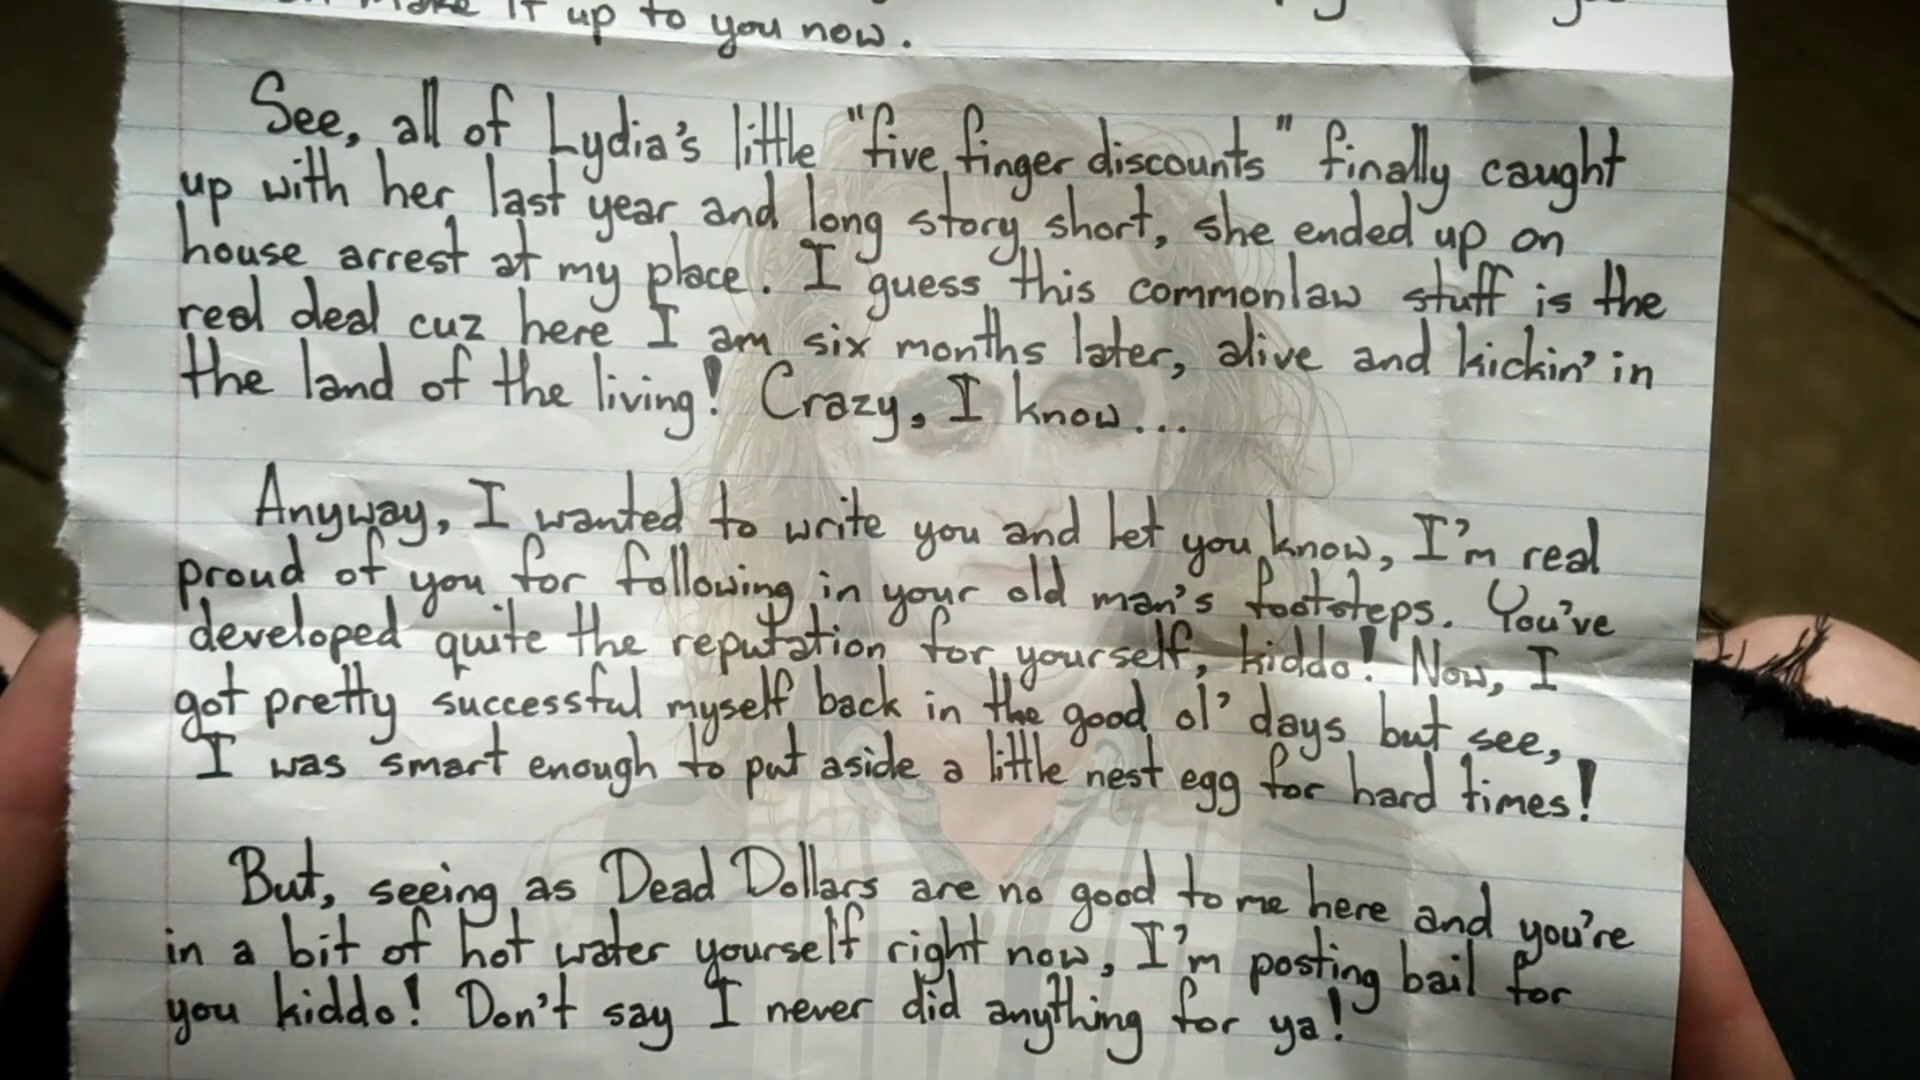 make it up to you now.
See, all of Lydia's little "five finger discounts" finally caught
up with her last year and long story short, she ended up on
house arrest at my place. I guess this commonlaw stuff is the
real deal cuz here I am six months later, alive and kickin' in
the land of the living! Crazy, I know...
Anyway, I wanted to write you and let you know, I'm real
proud of you for following in your old man's footsteps. You've
developed quite the reputation for yourself, kiddo! Now, I
got pretty successful myself back in the good ol' days but see,
I was smart enough to put aside a little nest egg for hard times!
But, seeing as Dead Dollars are no good to me here and you're
in a bit of hot water yourself right now, I'm posting bail for
you kiddo! Don't say I never did anything for ya!